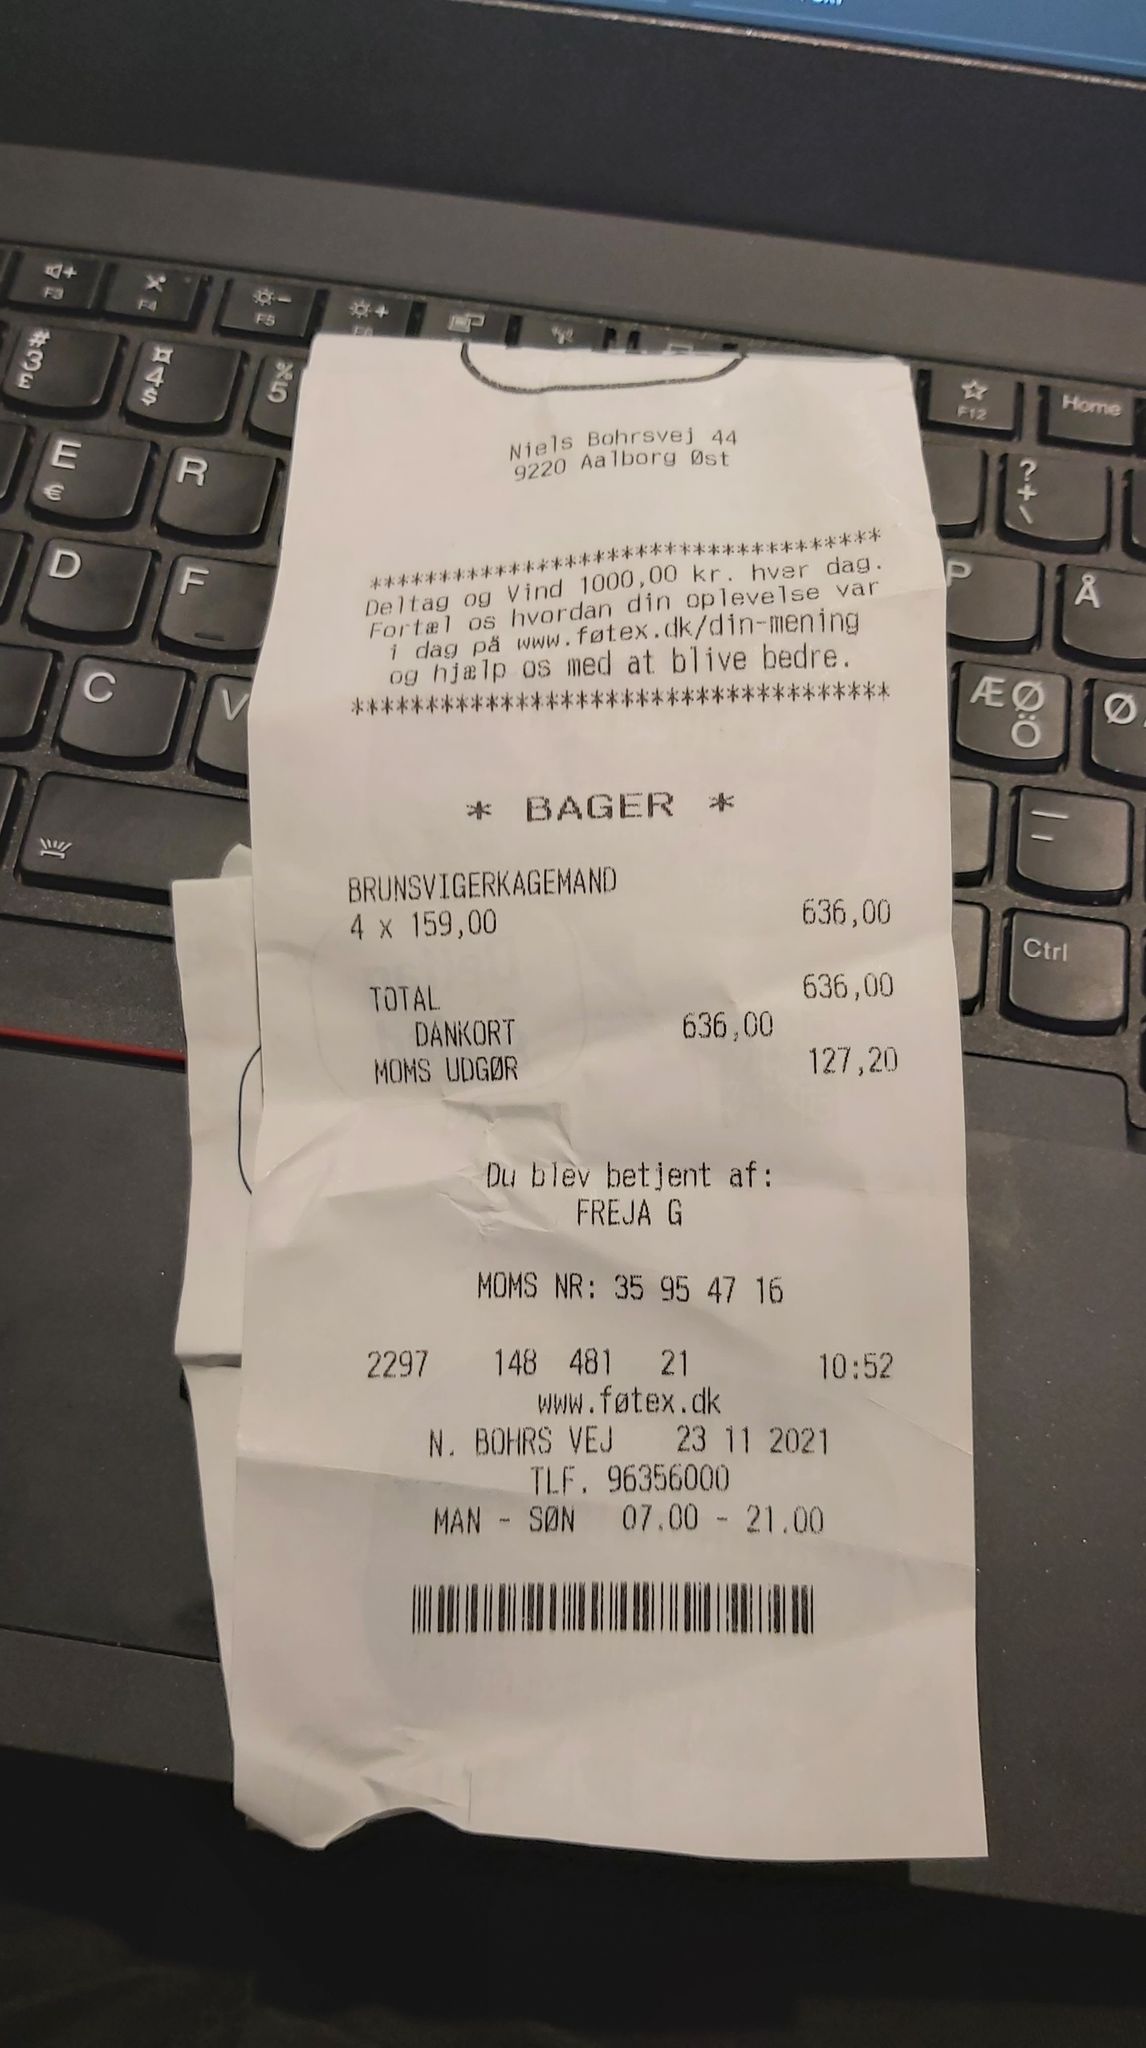 F3
F4
F5
F6
#
3
£
¤
4
$
%
5
F12
Home
E
€
R
?
+
\
D
F
P
Å
C
V
Æ Ø
Ö
Ø
Ctrl
Niels Bohrsvej 44
9220 Aalborg Øst
*************************************
Deltag og Vind 1000,00 kr. hver dag.
Fortæl os hvordan din oplevelse var
i dag på www.føtex.dk/din-mening
og hjælp os med at blive bedre.
*************************************
* BAGER *
BRUNSVIGERKAGEMAND
4 x 159,00 636,00
TOTAL 636,00
DANKORT 636,00
MOMS UDGØR 127,20
Du blev betjent af:
FREJA G
MOMS NR: 35 95 47 16
2297 148 481 21 10:52
www.føtex.dk
N. BOHRS VEJ 23 11 2021
TLF. 96356000
MAN - SØN 07.00 - 21.00